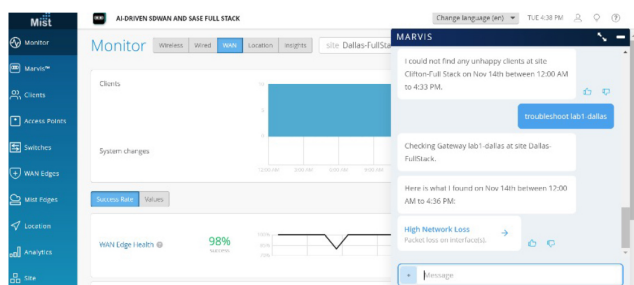 Mist
AI-DRIVEN SDWAN AND SASE FULL STACK
Change language (en)
TUE 4:38 PM
Monitor
Marvis™
Clients
Access Points
Switches
WAN Edges
Mist Edges
Location
Analytics
Site
Monitor
Wireless
Wired
WAN
Location
Insights
site Dallas-FullSta
Clients
System changes
Success Rate
Values
WAN Edge Health
98%
success
100%
MARVIS
I could not find any unhappy clients at site
Clifton-Full Stack on Nov 14th between 12:00 AM
to 4:33 PM.
troubleshoot lab1-dallas
Checking Gateway lab1-dallas at site Dallas-
FullStack.
Here is what I found on Nov 14th between 12:00
AM to 4:36 PM:
High Network Loss
Packet loss on interface(s).
Message